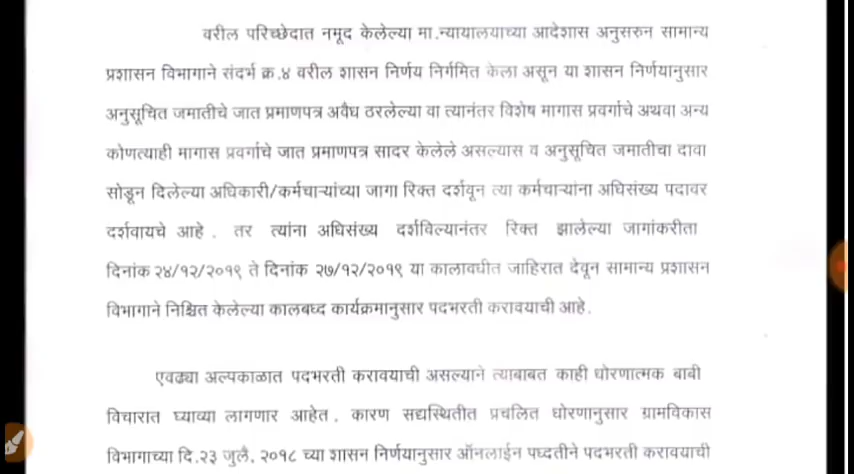 वरील परिच्छेदात नमूद केलेल्या मा.न्यायालयाच्या आदेशास अनुसरुन सामान्य
प्रशासन विभागाने संदर्भ क्र.४ वरील शासन निर्णय निर्गमित केला असून या शासन निर्णयानुसार
अनुसूचित जमातीचे जात प्रमाणपत्र अवैध ठरलेल्या वा त्यानंतर विशेष मागास प्रवर्गाचे अथवा अन्य
कोणत्याही मागास प्रवर्गाचे जात प्रमाणपत्र सादर केलेले असल्यास व अनुसूचित जमातीचा दावा
सोडून दिलेल्या अधिकारी/कर्मचाऱ्यांच्या जागा रिक्त दर्शवून त्या कर्मचाऱ्यांना अधिसंख्य पदावर
दर्शवायचे आहे. तर त्यांना अधिसंख्य दर्शविल्यानंतर रिक्त झालेल्या जागांकरीता
दिनांक २४/१२/२०१९ ते दिनांक २७/१२/२०१९ या कालावधीत जाहिरात देवून सामान्य प्रशासन
विभागाने निश्चित केलेल्या कालबध्द कार्यक्रमानुसार पदभरती करावयाची आहे.
एवढ्या अल्पकाळात पदभरती करावयाची असल्याने त्याबाबत काही धोरणात्मक बाबी
विचारात घ्याव्या लागणार आहेत. कारण सद्यस्थितीत प्रचलित धोरणानुसार ग्रामविकास
विभागाच्या दि.२३ जुलै, २०१८ च्या शासन निर्णयानुसार ऑनलाईन पध्दतीने पदभरती करावयाची